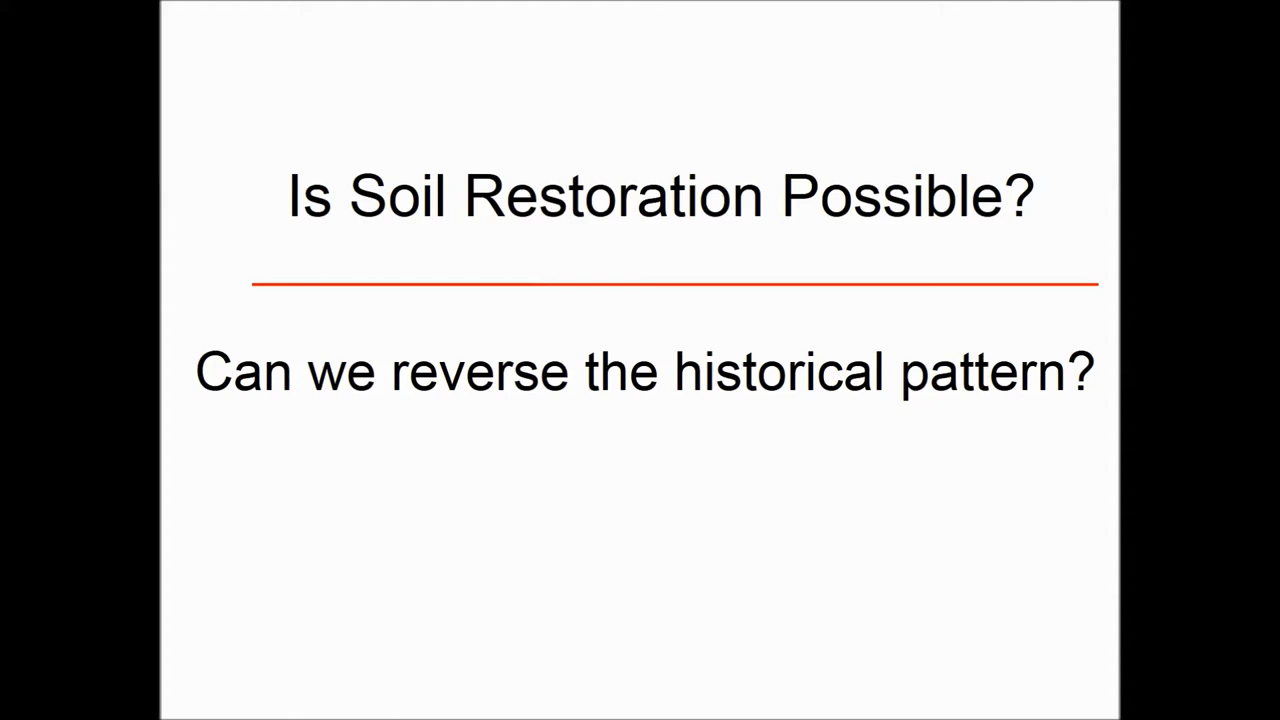 Is Soil Restoration Possible?
Can we reverse the historical pattern?